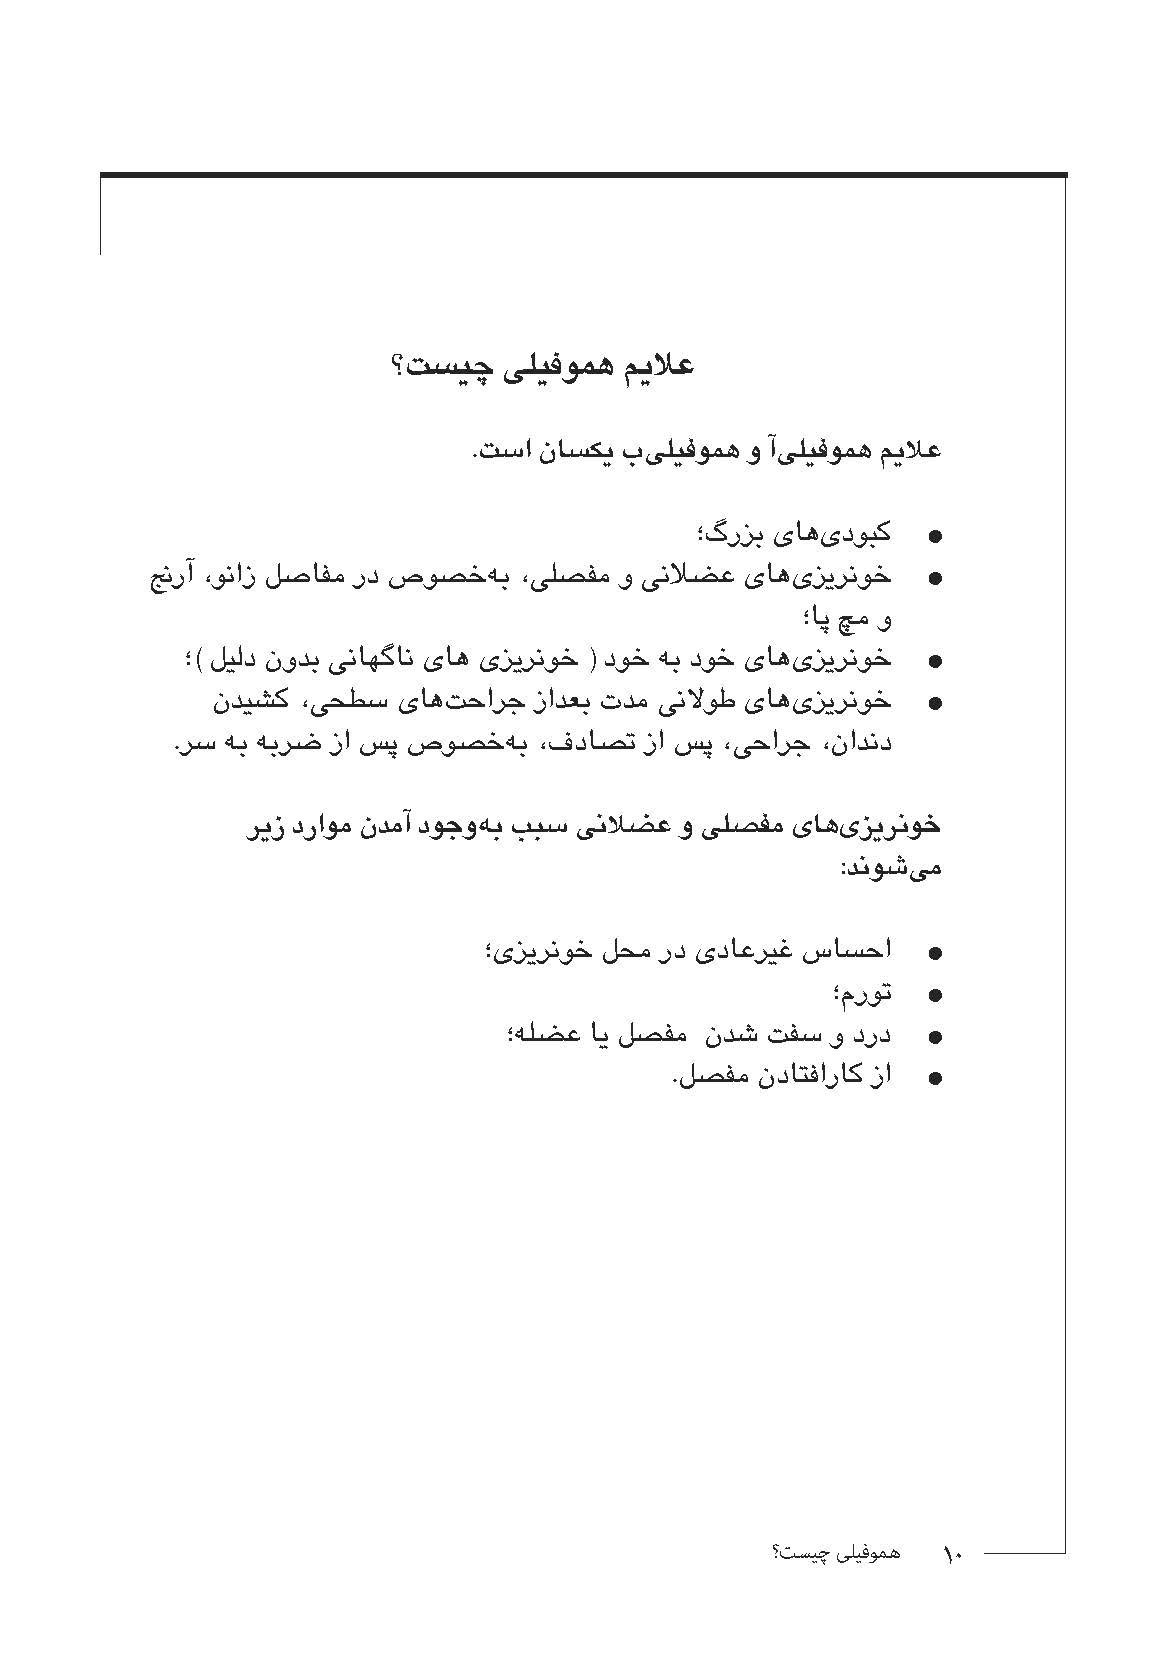 علایم هموفیلی چیست؟
علایم هموفیلی‌آ و هموفیلی‌ب یکسان است.
● کبودی‌های بزرگ؛
● خونریزی‌های عضلانی و مفصلی، به‌خصوص در مفاصل زانو، آرنج
و مچ پا؛
● خونریزی‌های خود به خود ( خونریزی های ناگهانی بدون دلیل )؛
● خونریزی‌های طولانی مدت بعداز جراحت‌های سطحی، کشیدن
دندان، جراحی، پس از تصادف، به‌خصوص پس از ضربه به سر.
خونریزی‌های مفصلی و عضلانی سبب به‌وجود آمدن موارد زیر
می‌شوند:
● احساس غیرعادی در محل خونریزی؛
● تورم؛
● درد و سفت شدن مفصل یا عضله؛
● از کارافتادن مفصل.
۱۰ هموفیلی چیست؟